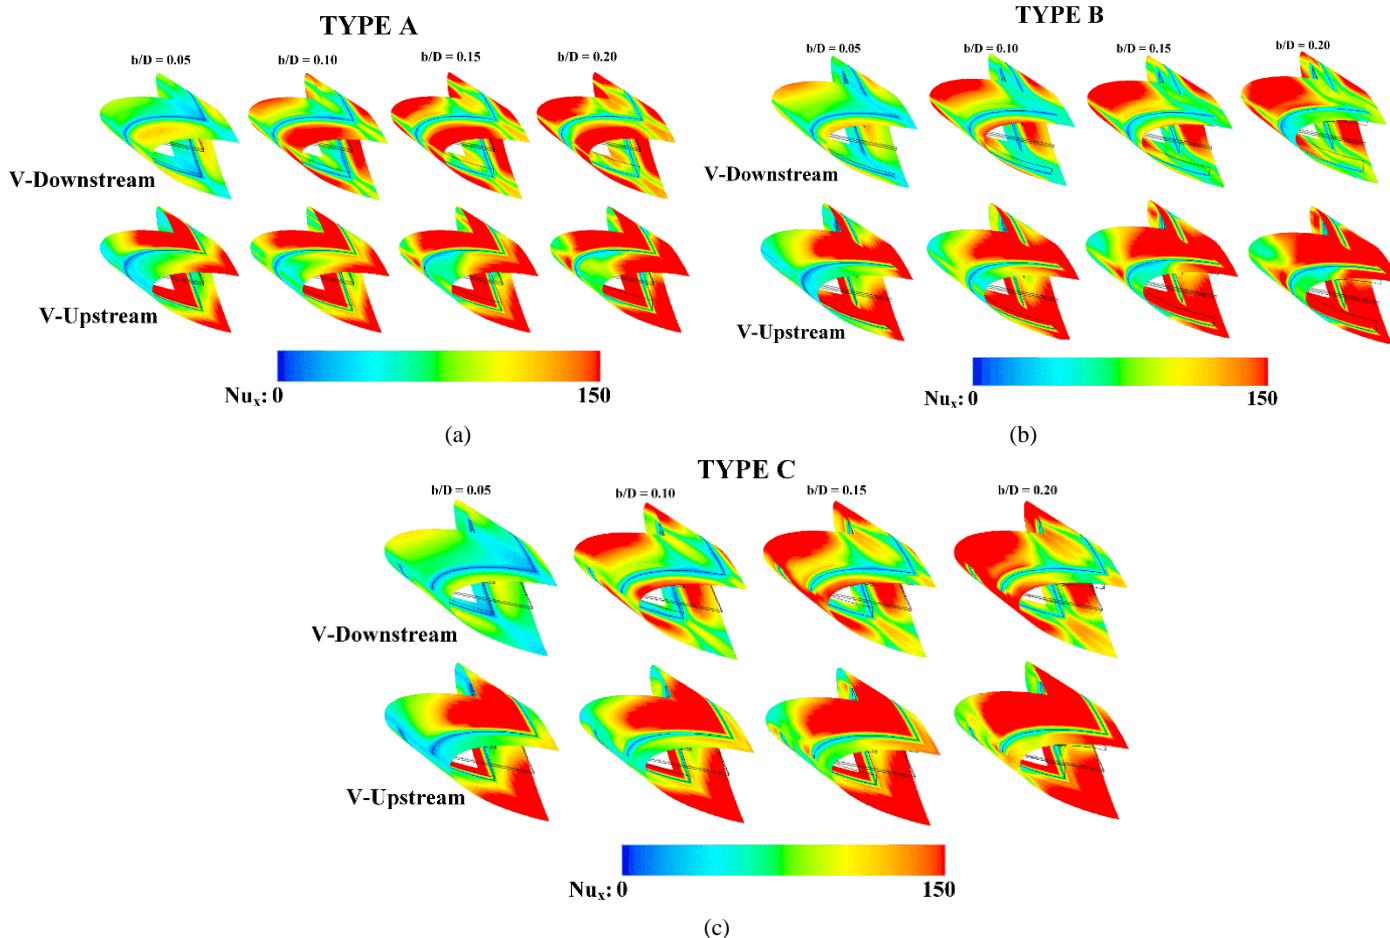 TYPE A
b/D = 0.05
b/D = 0.10
b/D = 0.15
b/D = 0.20
V-Downstream
V-Upstream
Nux: 0
150
(a)
TYPE B
b/D = 0.05
b/D = 0.10
b/D = 0.15
b/D = 0.20
V-Downstream
V-Upstream
Nux: 0
150
(b)
TYPE C
b/D = 0.05
b/D = 0.10
b/D = 0.15
b/D = 0.20
V-Downstream
V-Upstream
Nux: 0
150
(c)